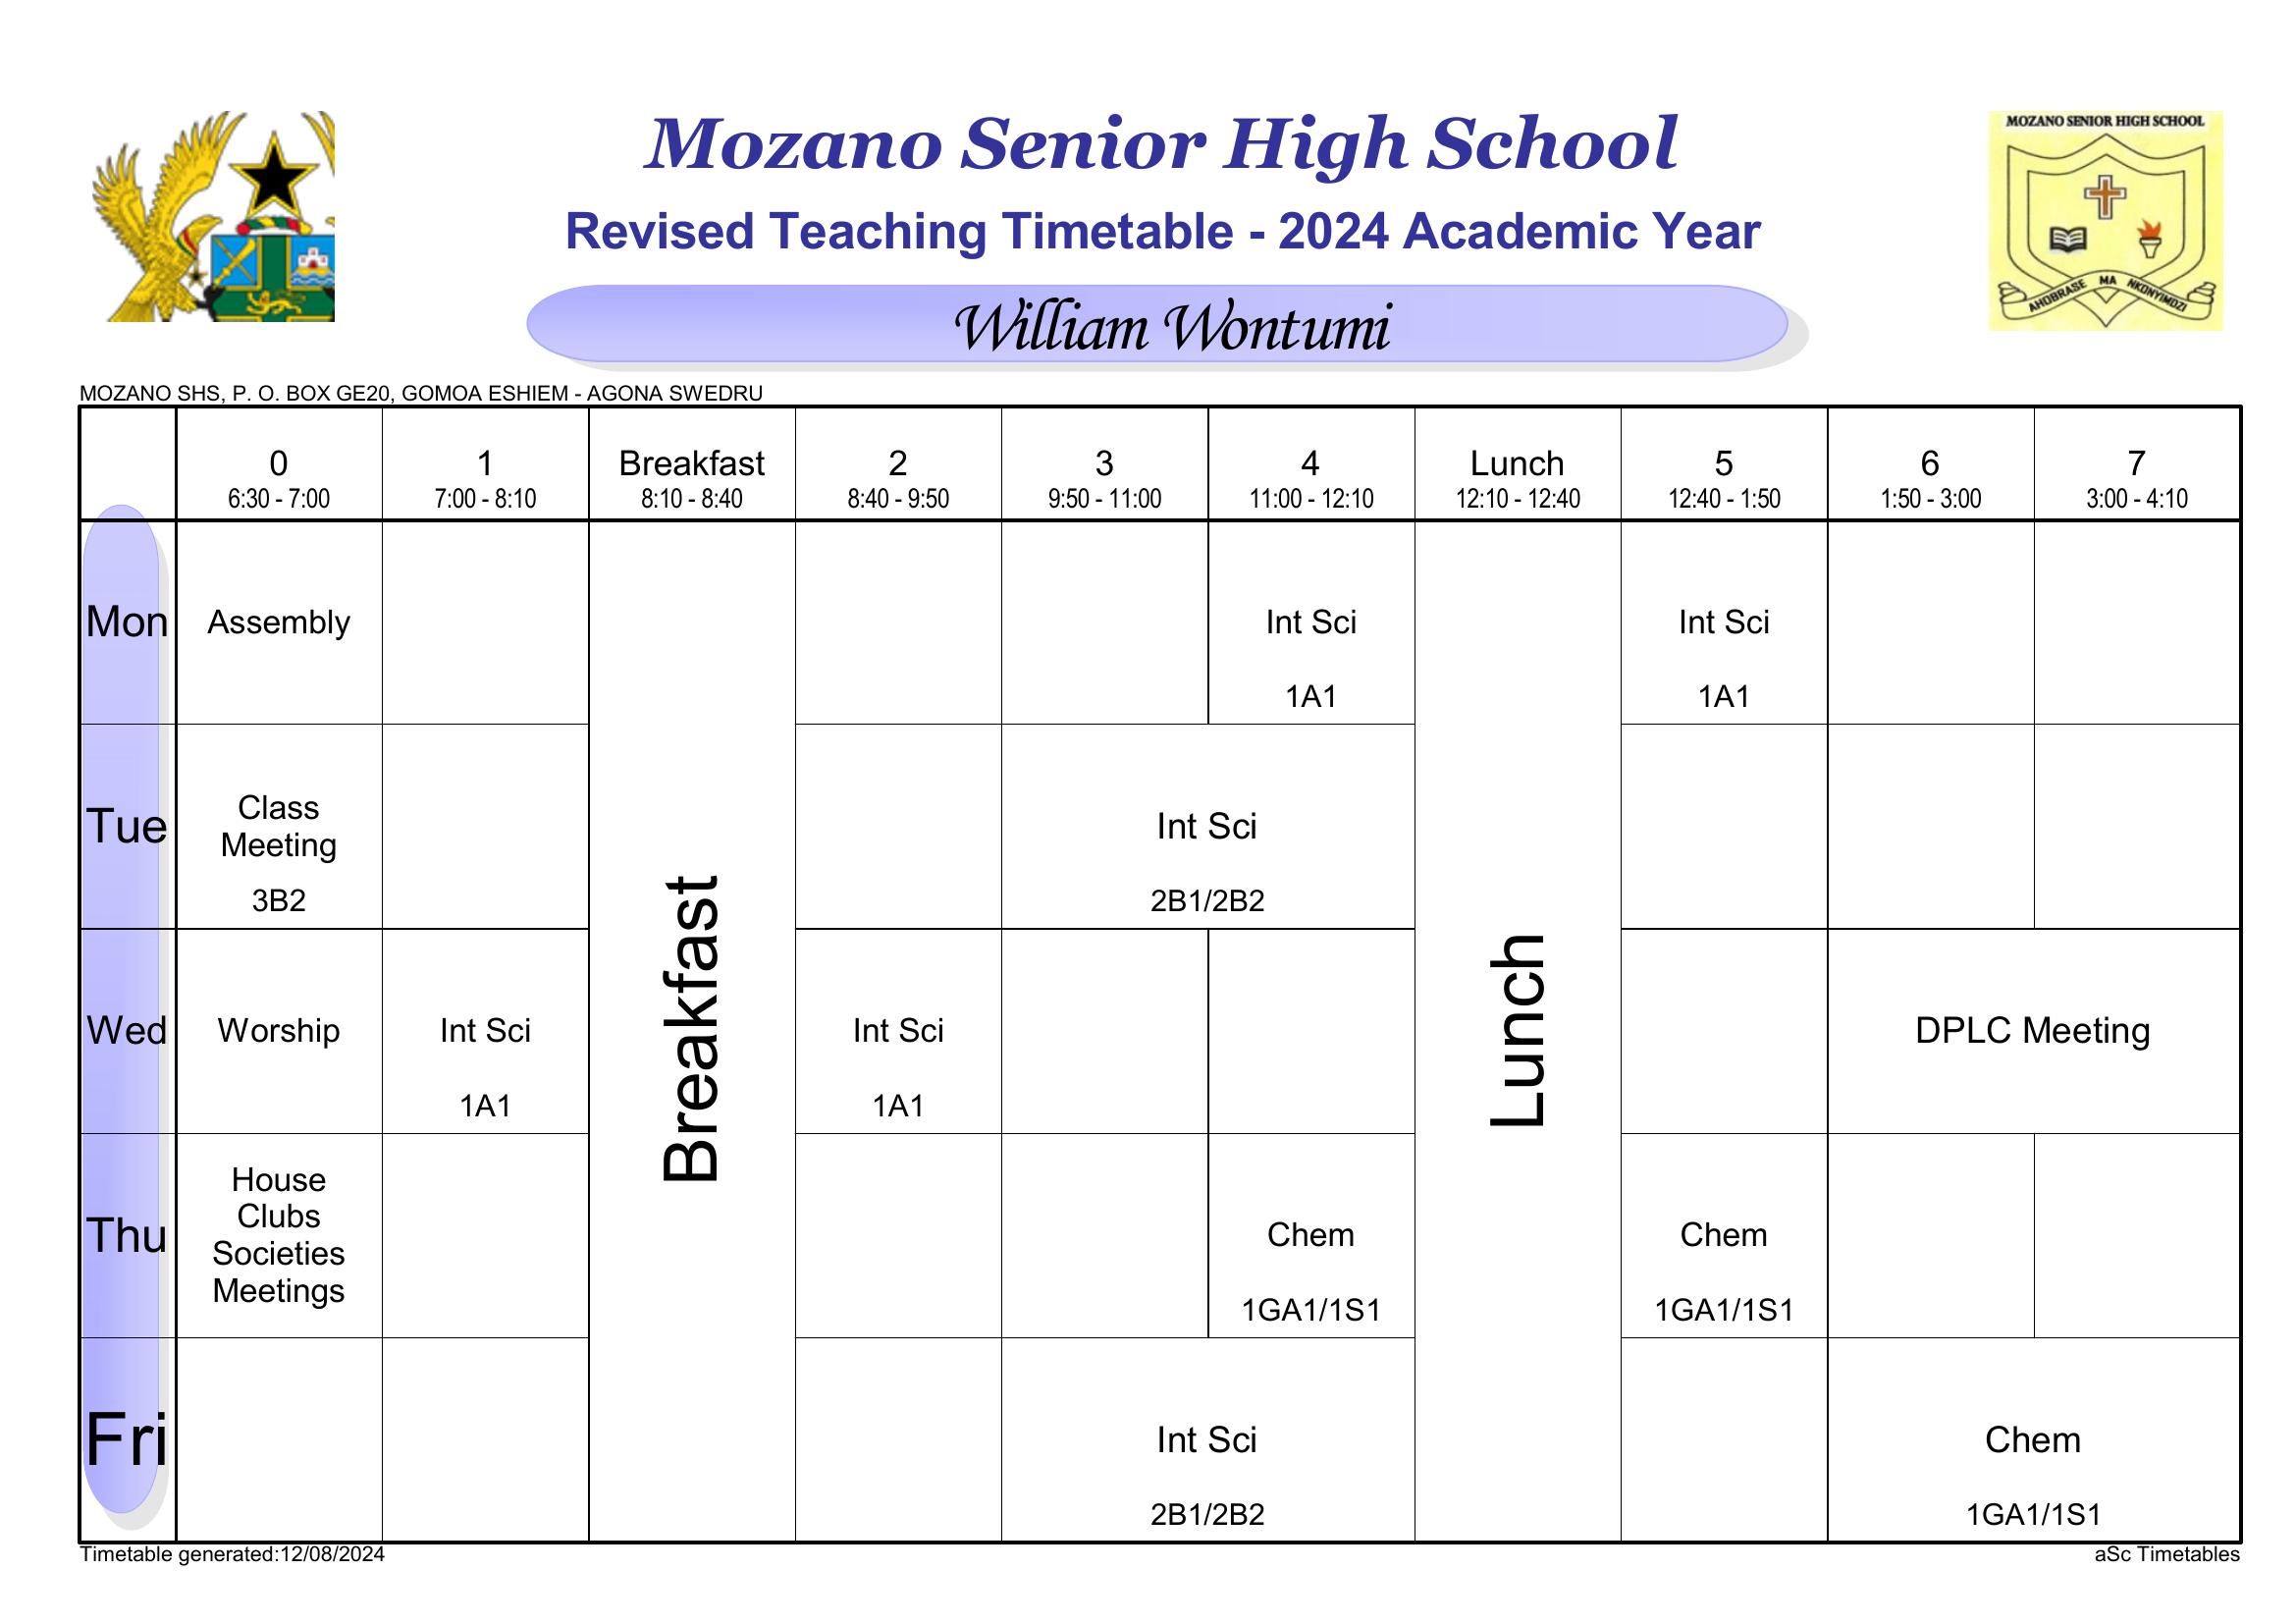 MOZANO SENIOR HIGH SCHOOL
AHOBRASE MA NKONYIMDZI
Mozano Senior High School
Revised Teaching Timetable - 2024 Academic Year
William Wontumi
MOZANO SHS, P. O. BOX GE20, GOMOA ESHIEM - AGONA SWEDRU
0 1 Breakfast 2 3 4 Lunch 5 6 7
6:30 - 7:00 7:00 - 8:10 8:10 - 8:40 8:40 - 9:50 9:50 - 11:00 11:00 - 12:10 12:10 - 12:40 12:40 - 1:50 1:50 - 3:00 3:00 - 4:10
Breakfast
Lunch
Mon Assembly Int Sci Int Sci
1A1 1A1
Tue
Class
Meeting
3B2
Int Sci
2B1/2B2
Wed Worship Int Sci Int Sci DPLC Meeting
1A1 1A1
Thu
House
Clubs
Societies
Meetings
Chem Chem
1GA1/1S1 1GA1/1S1
Fri Int Sci Chem
2B1/2B2 1GA1/1S1
Timetable generated:12/08/2024 aSc Timetables